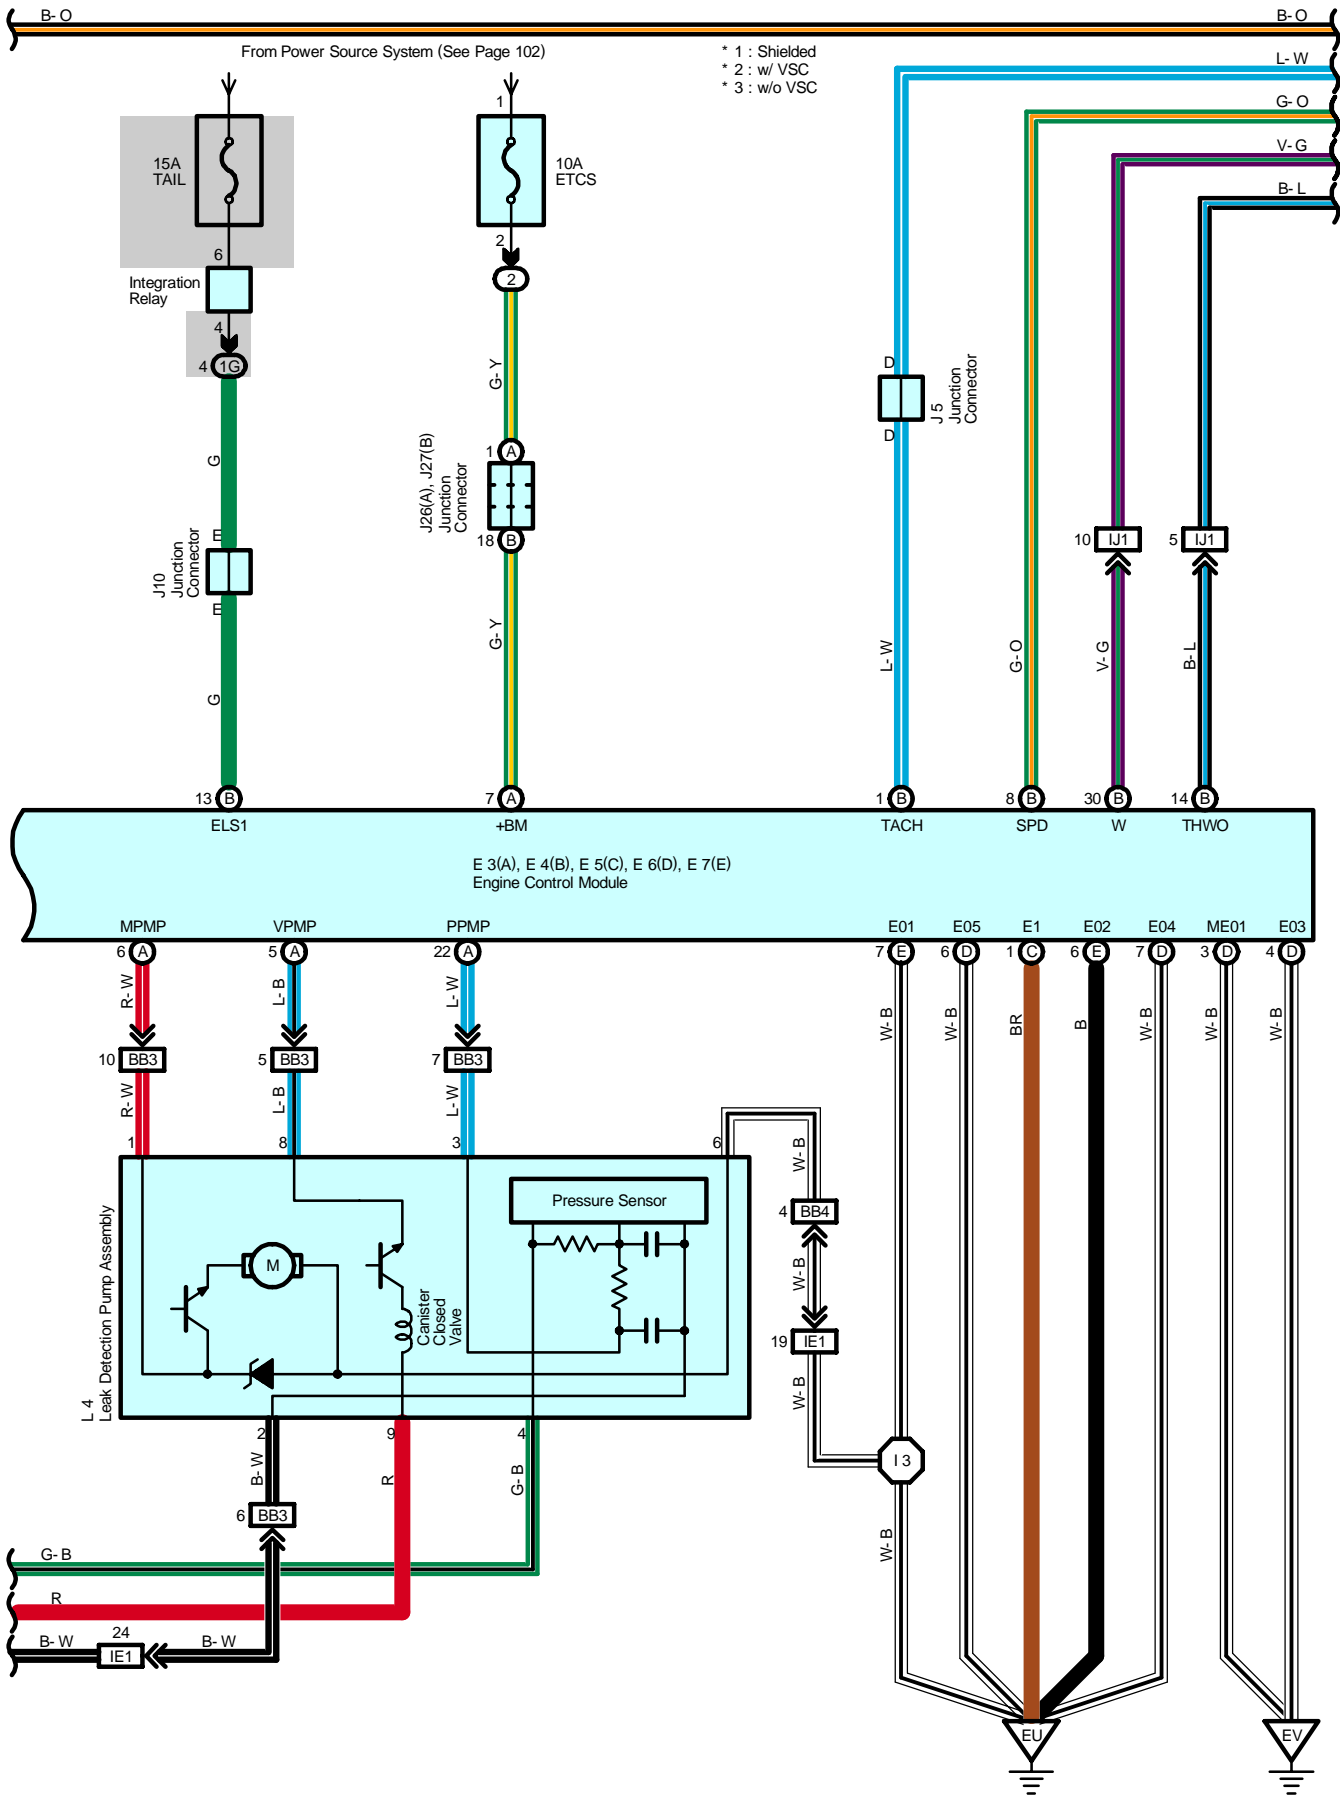 B- O
B- O
From Power Source System (See Page 102)
* 1 : Shielded
* 2 : w/ VSC
* 3 : w/o VSC
L- W
G- O
V- G
B- L
1
15A
TAIL
10A
ETCS
6
2
Integration
Relay
2
4
4
1G
G- Y
D
J 5
Junction
Connector
D
1
A
J26(A), J27(B)
Junction
Connector
18
B
G
E
J10
Junction
Connector
E
10
IJ1
5
IJ1
G
G- Y
L- W
G- O
V- G
B- L
13
B
7
A
1
B
8
B
30
B
14
B
ELS1
+BM
TACH
SPD
W
THWO
E 3(A), E 4(B), E 5(C), E 6(D), E 7(E)
Engine Control Module
MPMP
VPMP
PPMP
E01
E05
E1
E02
E04
ME01
E03
6
A
5
A
22
A
7
E
6
D
1
C
6
E
7
D
3
D
4
D
R- W
L- B
L- W
W- B
W- B
BR
B
W- B
W- B
W- B
10
BB3
5
BB3
7
BB3
R- W
L- B
L- W
1
8
3
6
W- B
Pressure Sensor
4
BB4
M
W- B
Canister
Closed
Valve
19
IE1
W- B
L 4
Leak Detection Pump Assembly
2
9
4
I 3
B- W
R
G- B
6
BB3
W- B
G- B
R
24
B- W
IE1
B- W
EU
EV